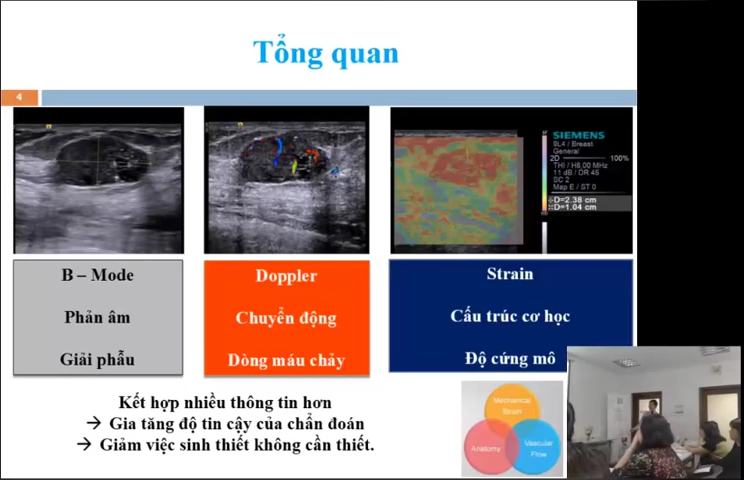 Tổng quan
4
SIEMENS
9L4 / Breast
General
2D 100%
THI / H8.00 MHz
11 dB / DR 45
SC 2
Map E / ST 0
D=2.38 cm
D=1.04 cm
B – Mode
Phản âm
Giải phẫu
Doppler
Chuyển động
Dòng máu chảy
Strain
Cấu trúc cơ học
Độ cứng mô
Kết hợp nhiều thông tin hơn
→ Gia tăng độ tin cậy của chẩn đoán
→ Giảm việc sinh thiết không cần thiết.
Mechanical
Strain
Anatomy
Vascular
Flow